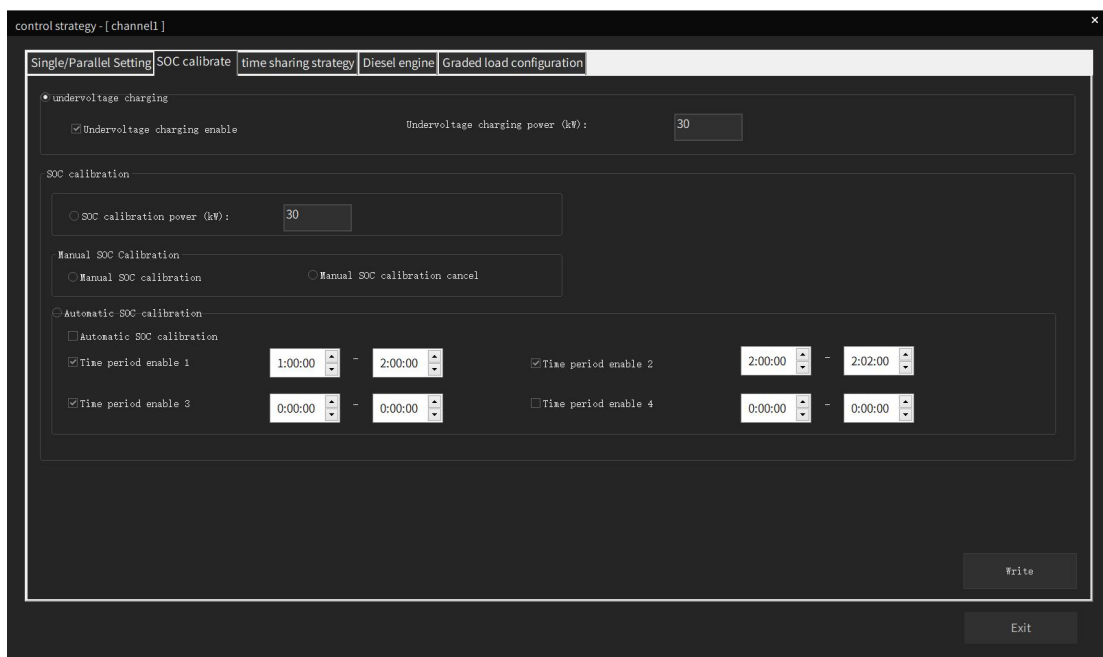 control strategy - [ channel1 ]
×
Single/Parallel Setting SOC calibrate time sharing strategy Diesel engine Graded load configuration
undervoltage charging
Undervoltage charging enable Undervoltage charging power (kW): 30
SOC calibration
SOC calibration power (kW): 30
Manual SOC Calibration
Manual SOC calibration Manual SOC calibration cancel
Automatic SOC calibration
Automatic SOC calibration
Time period enable 1 1:00:00 - 2:00:00 Time period enable 2 2:00:00 - 2:02:00
Time period enable 3 0:00:00 - 0:00:00 Time period enable 4 0:00:00 - 0:00:00
Write
Exit